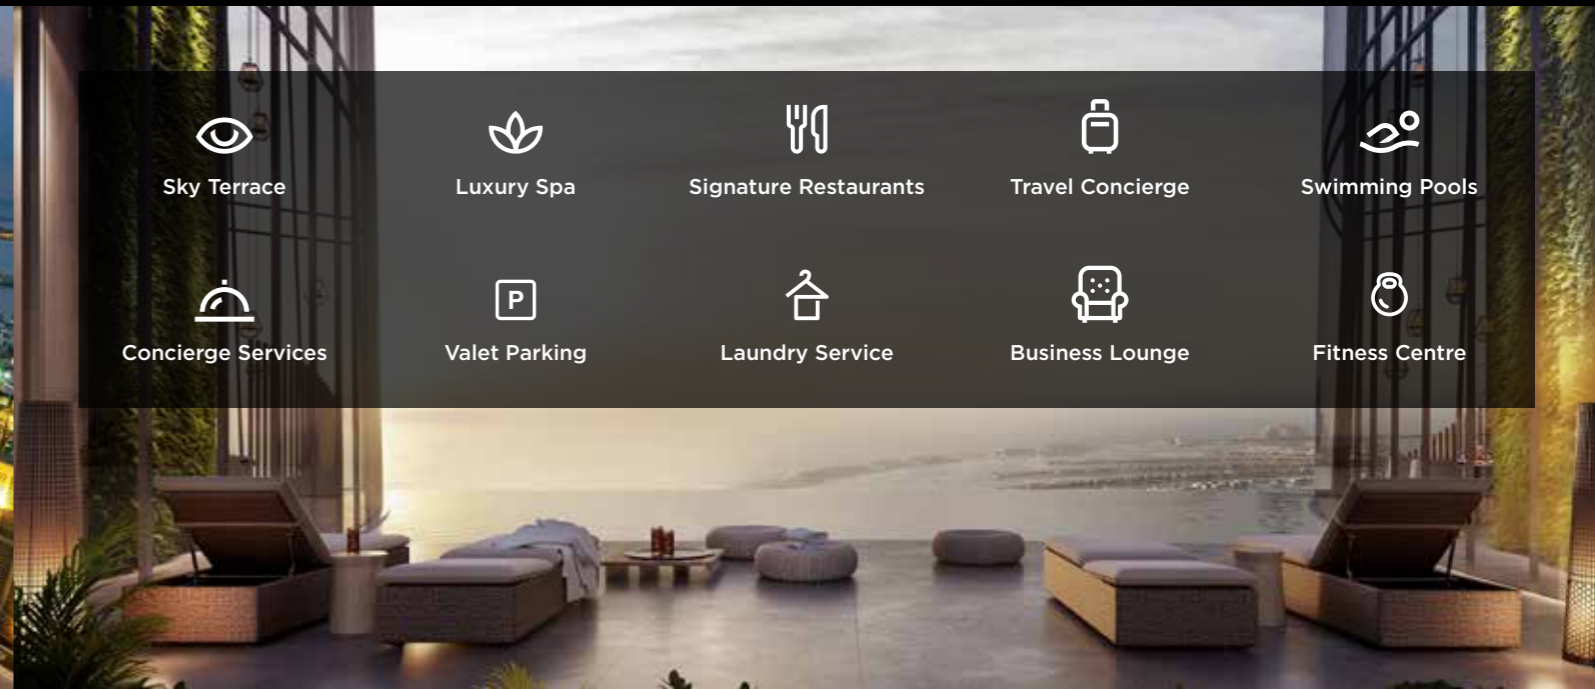 Sky Terrace
Luxury Spa
Signature Restaurants
Travel Concierge
Swimming Pools
Concierge Services
P
Valet Parking
Laundry Service
Business Lounge
Fitness Centre